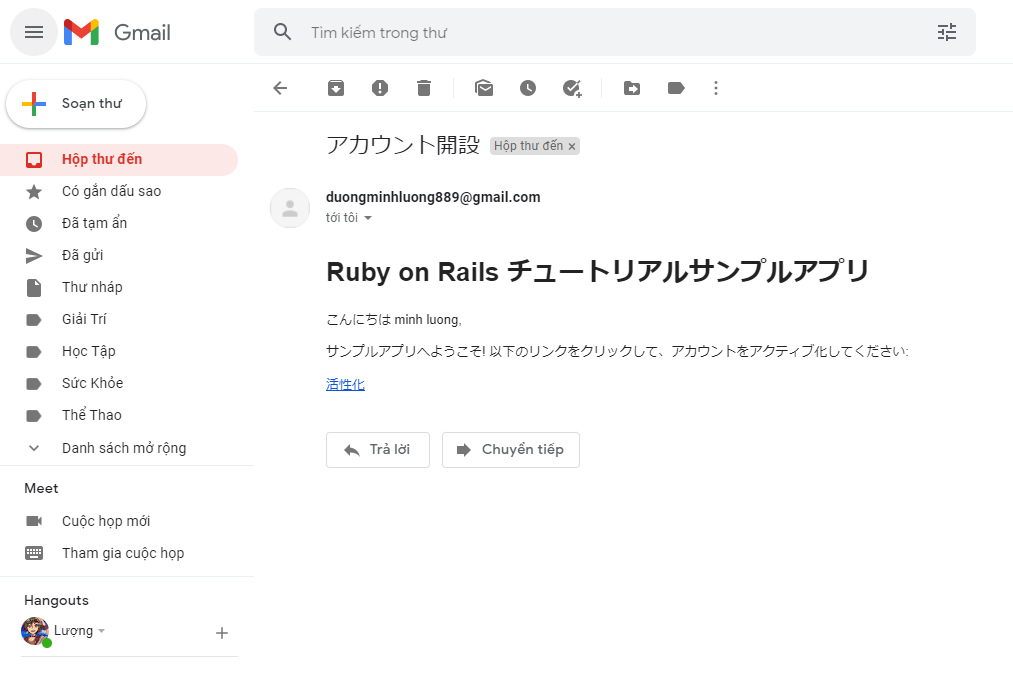 Gmail
Tìm kiếm trong thư
Soạn thư
Hộp thư đến
Có gắn dấu sao
Đã tạm ẩn
Đã gửi
Thư nháp
Giải Trí
Học Tập
Sức Khỏe
Thể Thao
Danh sách mở rộng
Meet
Cuộc họp mới
Tham gia cuộc họp
Hangouts
Lượng
アカウント開設 Hộp thư đến ×
duongminhluong889@gmail.com
tới tôi
Ruby on Rails チュートリアルサンプルアプリ
こんにちは minh luong,
サンプルアプリへようこそ! 以下のリンクをクリックして、アカウントをアクティブ化してください:
活性化
Trả lời
Chuyển tiếp